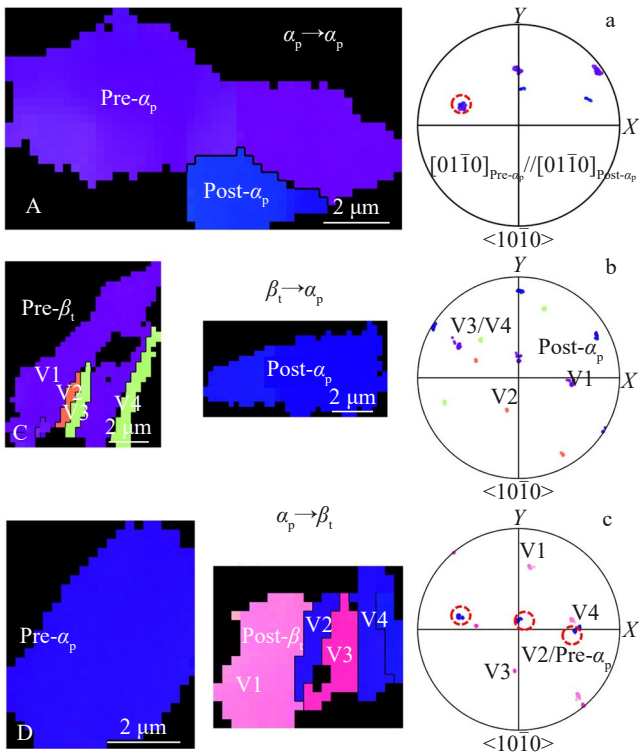 αp→αp
a
Y
Pre-αp
X
[011̄0]Pre-αp//[011̄0]Post-αp
Post-αp
A
2 μm
<101̄0>
βt→αp
b
Y
Pre-βt
V3/V4
Post-αp
V1
V2
V3
V4
Post-αp
V1
X
V2
C
2 μm
2 μm
<101̄0>
αp→βt
c
Y
V1
Pre-αp
Post-βt
V2
V4
V3
V1
V4
X
V2/Pre-αp
V3
D
2 μm
<101̄0>